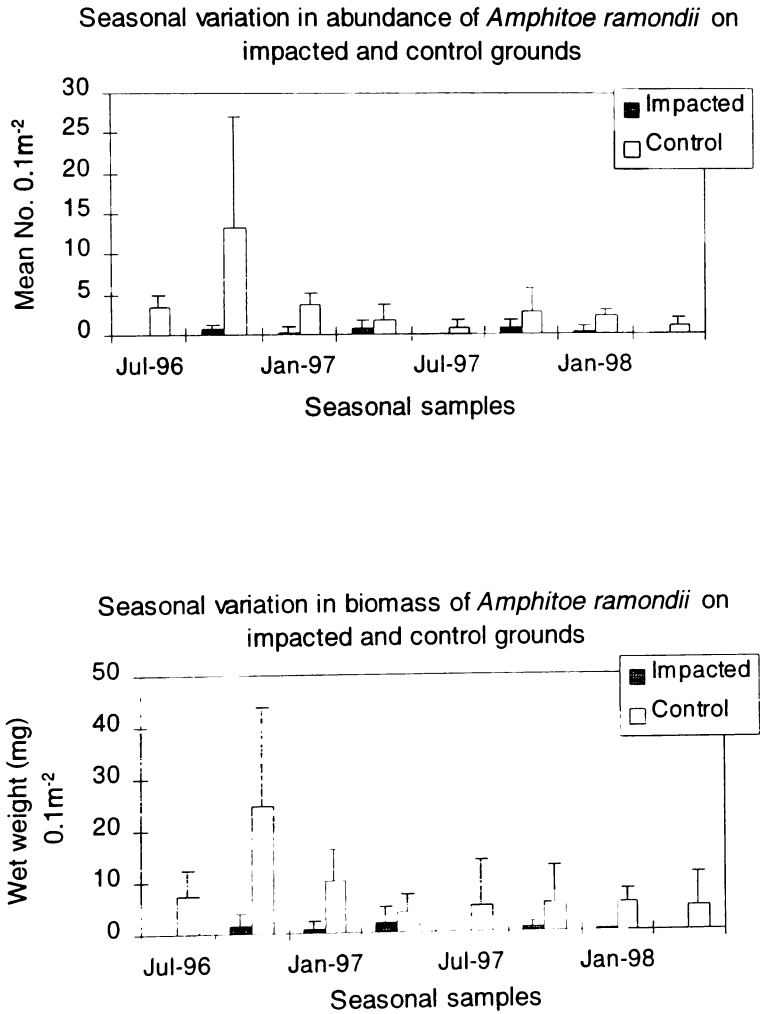 Seasonal variation in abundance of Amphitoe ramondii on
impacted and control grounds
30
25
20
15
10
5
0
Mean No. 0.1m-2
Impacted
Control
Jul-96
Jan-97
Jul-97
Jan-98
Seasonal samples
Seasonal variation in biomass of Amphitoe ramondii on
impacted and control grounds
50
40
30
20
10
0
Wet weight (mg)
0.1m-2
Impacted
Control
Jul-96
Jan-97
Jul-97
Jan-98
Seasonal samples